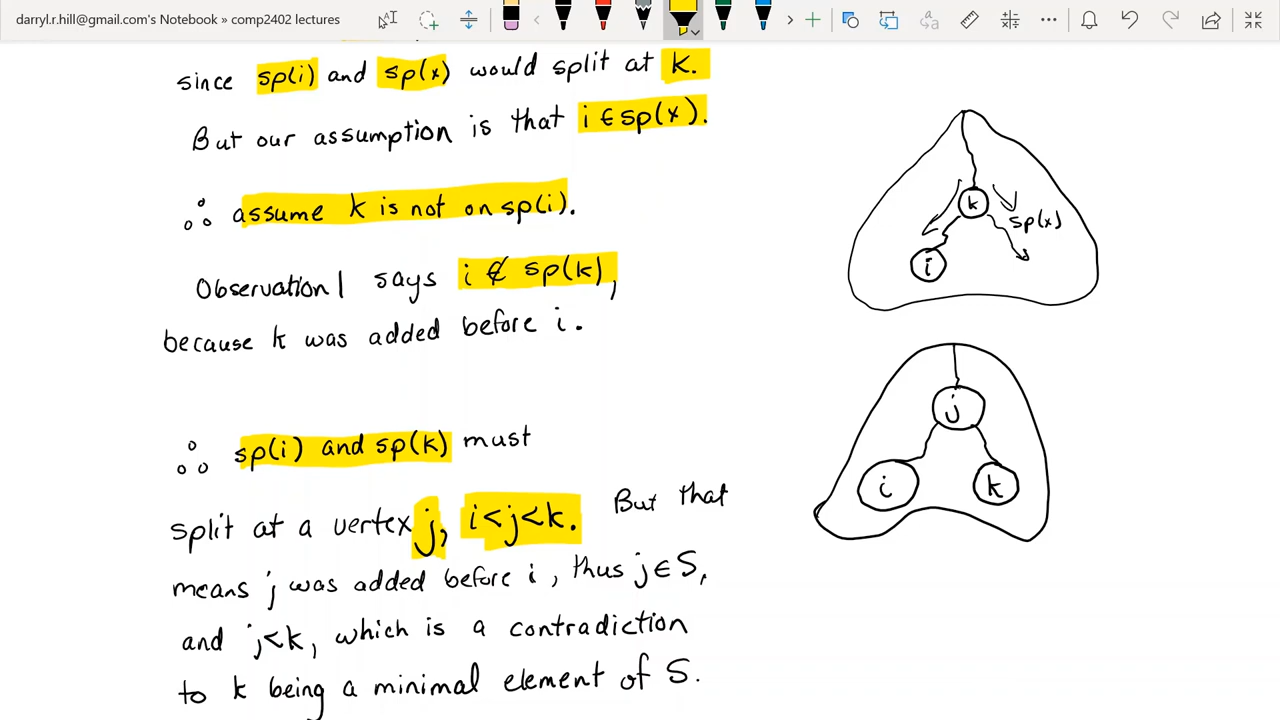 darryl.r.hill@gmail.com's Notebook » comp2402 lectures
since sp(i) and sp(x) would split at k.
But our assumption is that i ∈ sp(x).
∴ assume k is not on sp(i).
Observation 1 says i ∉ sp(k),
because k was added before i.
∴ sp(i) and sp(k) must
split at a vertex j, i<j<k. But that
means j was added before i, thus j ∈ S,
and j<k, which is a contradiction
to k being a minimal element of S.
k
sp(x)
i
j
i k